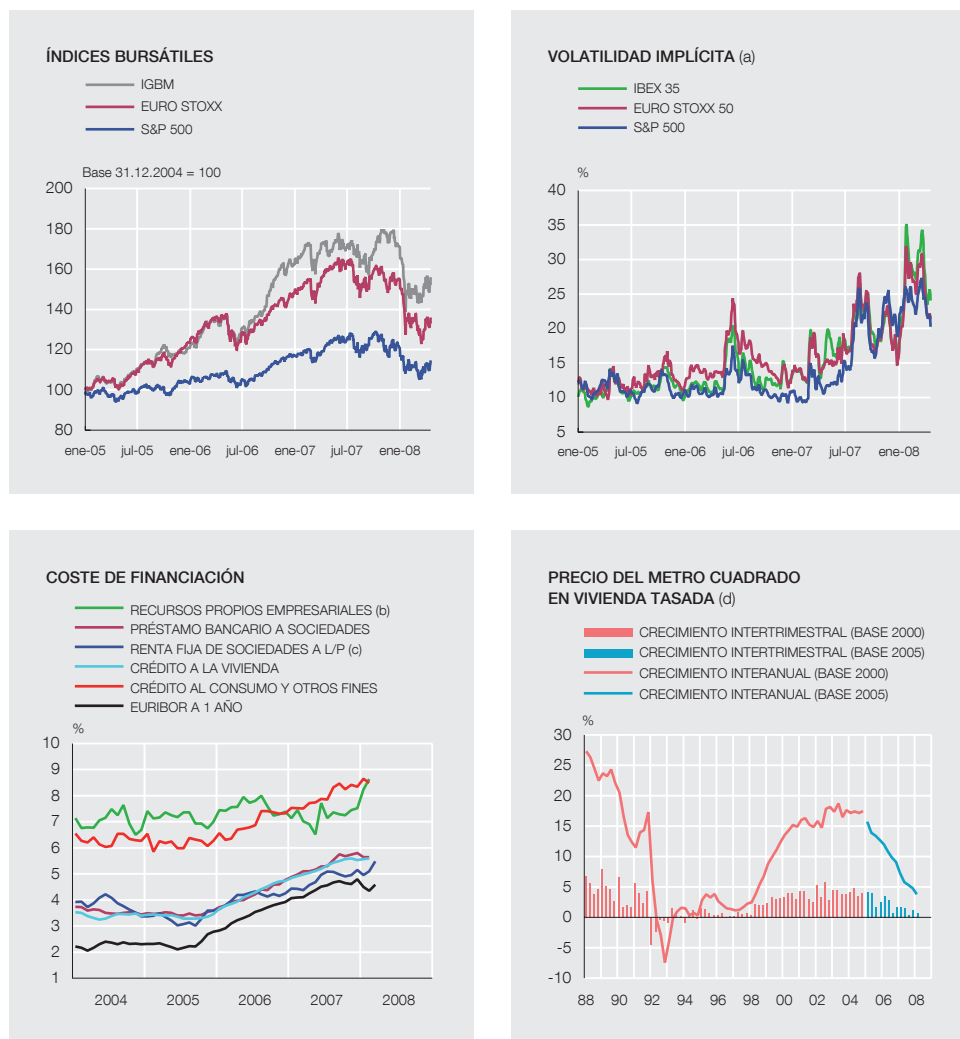 ÍNDICES BURSÁTILES
IGBM
EURO STOXX
S&P 500
Base 31.12.2004 = 100
200
180
160
140
120
100
80
ene-05 jul-05 ene-06 jul-06 ene-07 jul-07 ene-08
VOLATILIDAD IMPLÍCITA (a)
IBEX 35
EURO STOXX 50
S&P 500
%
40
35
30
25
20
15
10
5
ene-05 jul-05 ene-06 jul-06 ene-07 jul-07 ene-08
COSTE DE FINANCIACIÓN
RECURSOS PROPIOS EMPRESARIALES (b)
PRÉSTAMO BANCARIO A SOCIEDADES
RENTA FIJA DE SOCIEDADES A L/P (c)
CRÉDITO A LA VIVIENDA
CRÉDITO AL CONSUMO Y OTROS FINES
EURIBOR A 1 AÑO
%
10
9
8
7
6
5
4
3
2
1
2004 2005 2006 2007 2008
PRECIO DEL METRO CUADRADO
EN VIVIENDA TASADA (d)
CRECIMIENTO INTERTRIMESTRAL (BASE 2000)
CRECIMIENTO INTERTRIMESTRAL (BASE 2005)
CRECIMIENTO INTERANUAL (BASE 2000)
CRECIMIENTO INTERANUAL (BASE 2005)
%
30
25
20
15
10
5
0
-5
-10
88 90 92 94 96 98 00 02 04 06 08